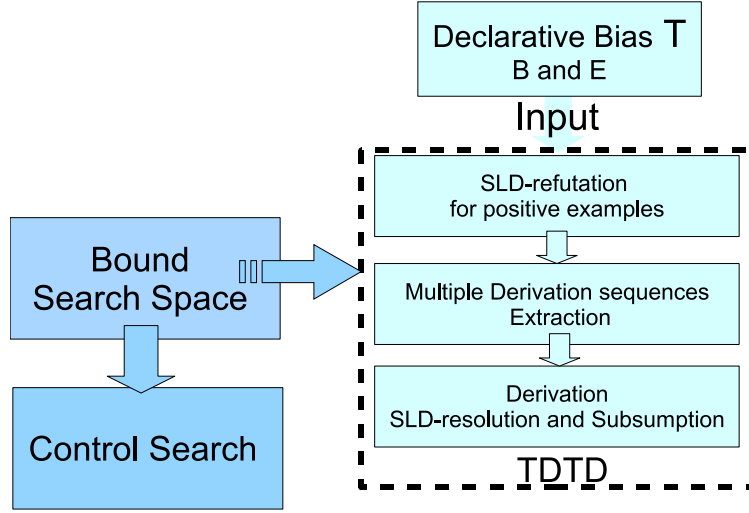 Declarative Bias T
B and E
Input
SLD-refutation
for positive examples
Bound
Search Space
Multiple Derivation sequences
Extraction
Control Search
Derivation
SLD-resolution and Subsumption
TDTD